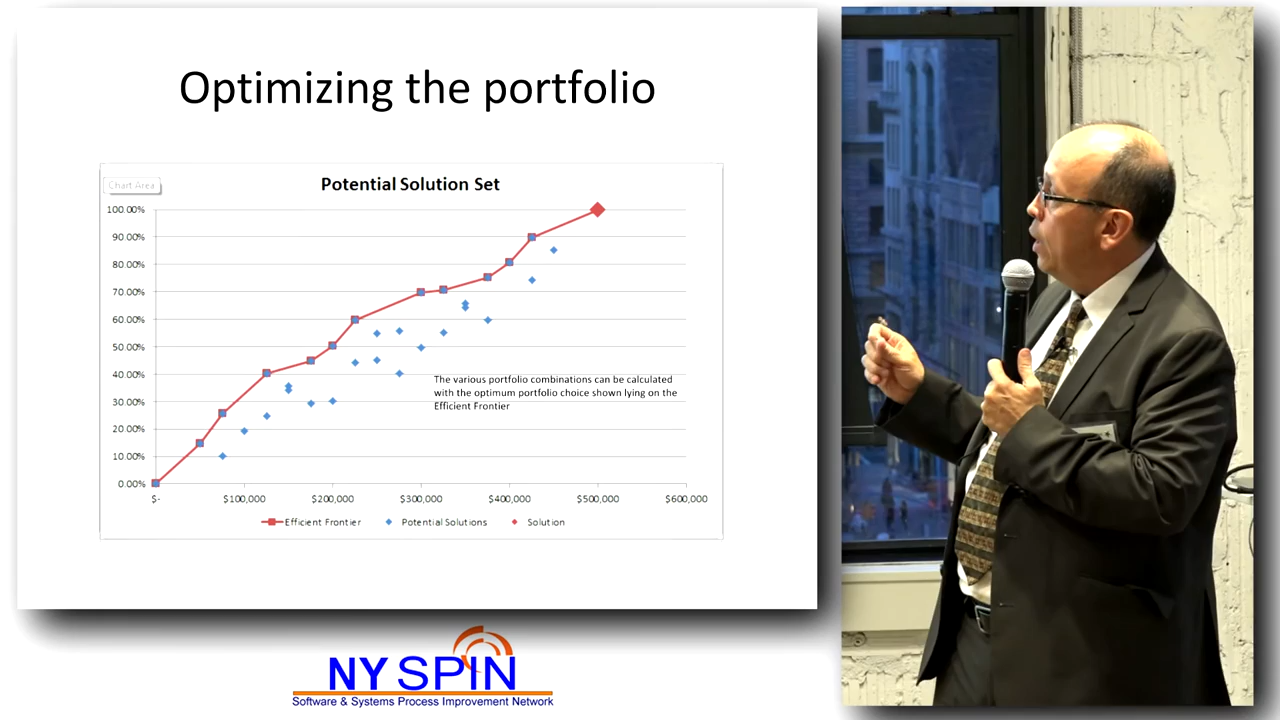 Optimizing the portfolio
Chart Area
Potential Solution Set
100.00%
90.00%
80.00%
70.00%
60.00%
50.00%
40.00%
30.00%
20.00%
10.00%
0.00%
The various portfolio combinations can be calculated
with the optimum portfolio choice shown lying on the
Efficient Frontier
$- $100,000 $200,000 $300,000 $400,000 $500,000 $600,000
Efficient Frontier Potential Solutions Solution
NY SPIN
Software & Systems Process Improvement Network